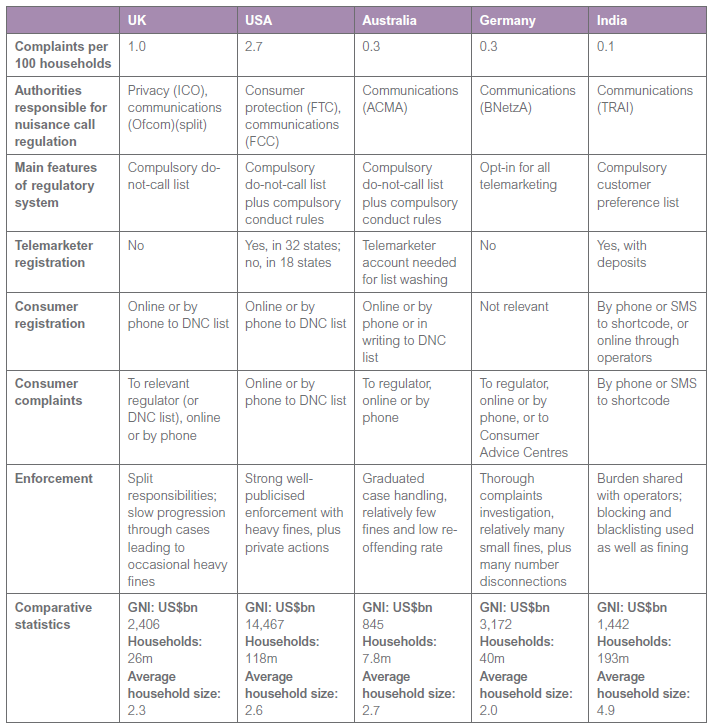 UK USA Australia Germany India
Complaints per
100 households
1.0
2.7
0.3
0.3
0.1
Authorities
responsible for
nuisance call
regulation
Privacy (ICO),
communications
(Ofcom)(split)
Consumer
protection (FTC),
communications
(FCC)
Communications
(ACMA)
Communications
(BNetzA)
Communications
(TRAI)
Main features
of regulatory
system
Compulsory do-
not-call list
Compulsory
do-not-call list
plus compulsory
conduct rules
Compulsory
do-not-call list
plus compulsory
conduct rules
Opt-in for all
telemarketing
Compulsory
customer
preference list
Telemarketer
registration
No
Yes, in 32 states;
no, in 18 states
Telemarketer
account needed
for list washing
No
Yes, with
deposits
Consumer
registration
Online or by
phone to DNC list
Online or by
phone to DNC list
Online or by
phone or in
writing to DNC
list
Not relevant
By phone or SMS
to shortcode, or
online through
operators
Consumer
complaints
To relevant
regulator (or
DNC list), online
or by phone
Online or by
phone to DNC list
To regulator,
online or by
phone
To regulator,
online or by
phone, or to
Consumer
Advice Centres
By phone or SMS
to shortcode
Enforcement
Split
responsibilities;
slow progression
through cases
leading to
occasional heavy
fines
Strong well-
publicised
enforcement with
heavy fines, plus
private actions
Graduated
case handling,
relatively few
fines and low re-
offending rate
Thorough
complaints
investigation,
relatively many
small fines, plus
many number
disconnections
Burden shared
with operators;
blocking and
blacklisting used
as well as fining
Comparative
statistics
GNI: US$bn
2,406
Households:
26m
Average
household size:
2.3
GNI: US$bn
14,467
Households:
118m
Average
household size:
2.6
GNI: US$bn
845
Households:
7.8m
Average
household size:
2.7
GNI: US$bn
3,172
Households:
40m
Average
household size:
2.0
GNI: US$bn
1,442
Households:
193m
Average
household size:
4.9